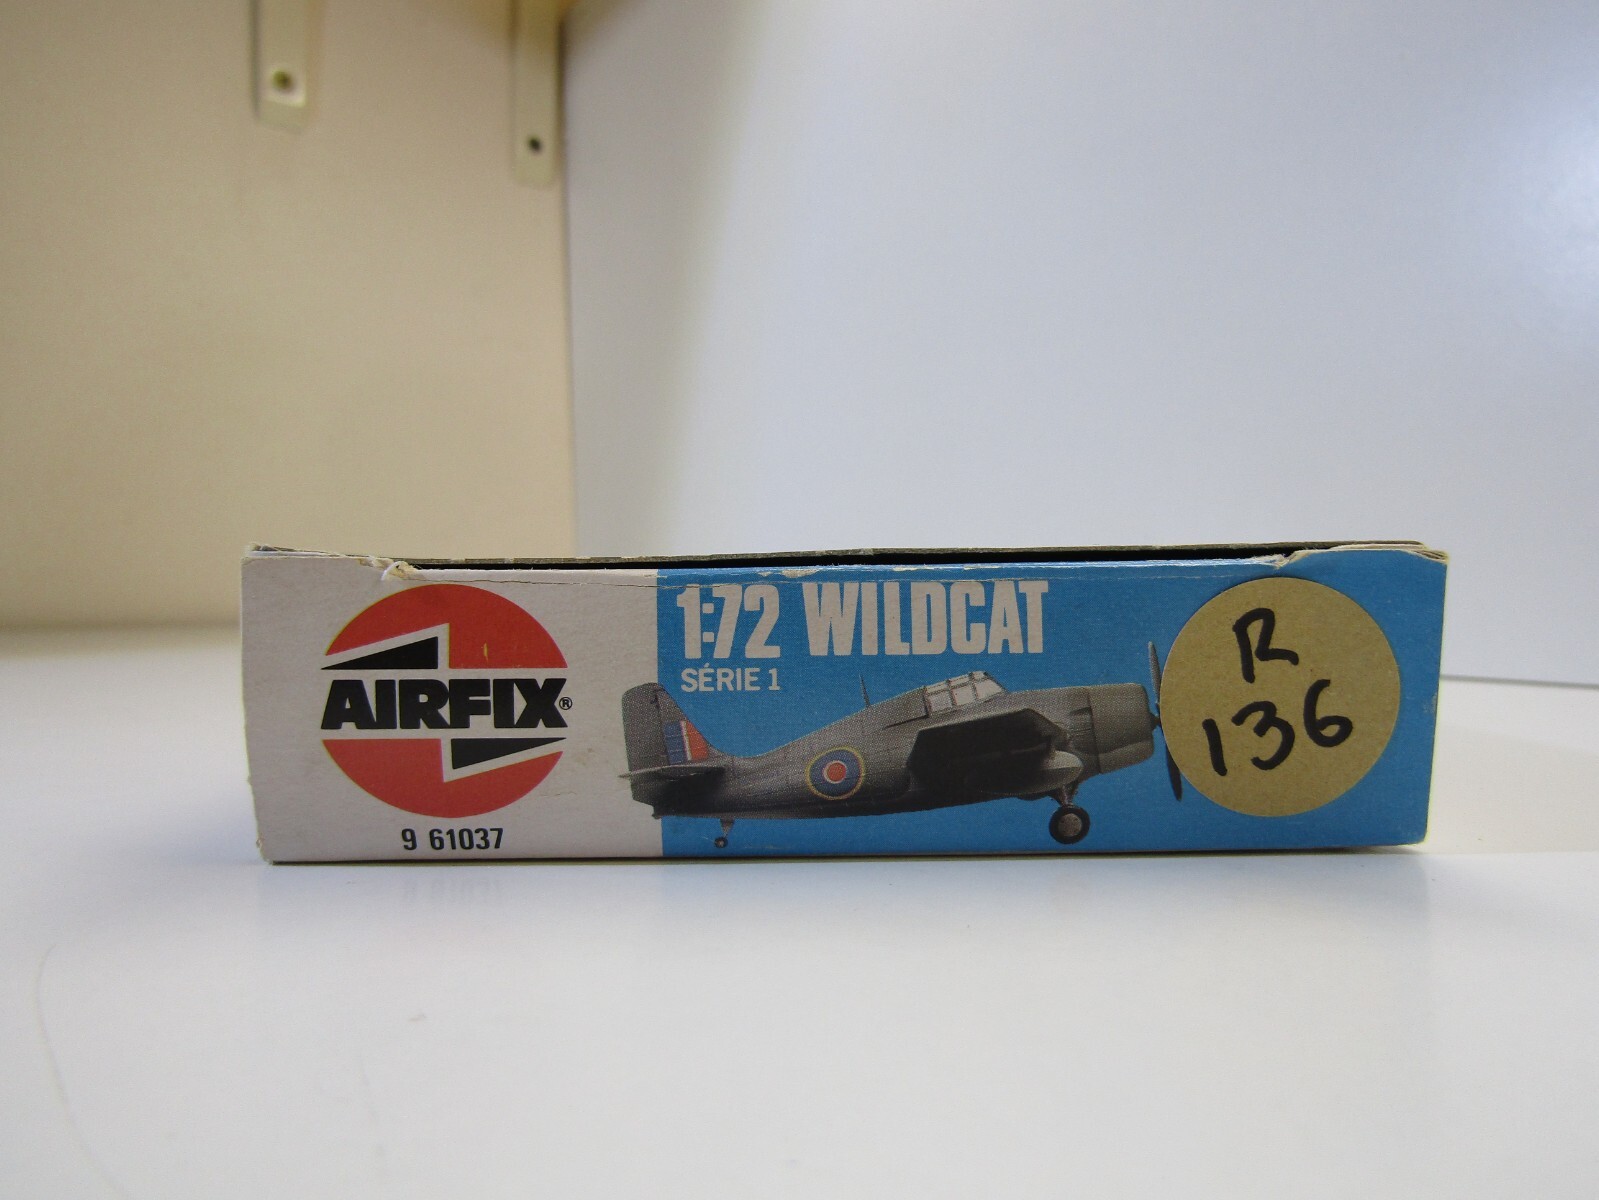 AIRFIX®
9 61037
1:72 WILDCAT
SÉRIE 1
R
136